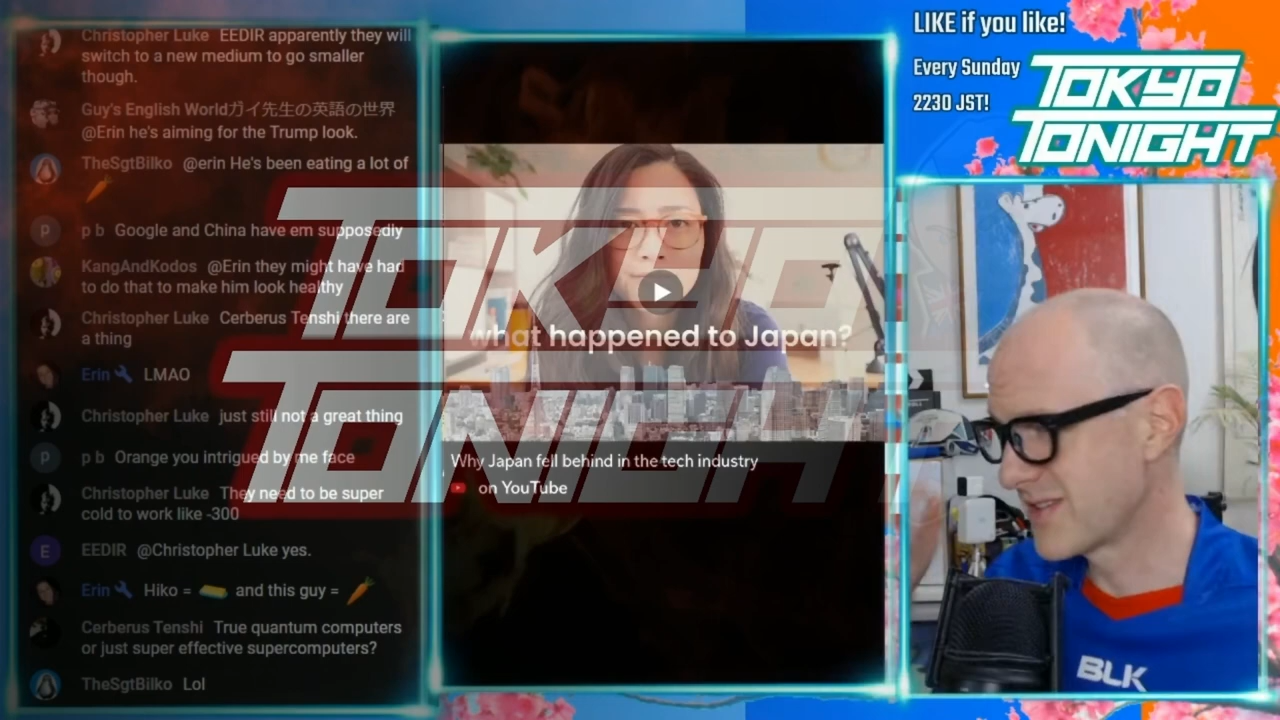 Christopher Luke EEDIR apparently they will
switch to a new medium to go smaller
though.
Guy's English Worldガイ先生の英語の世界
@Erin he's aiming for the Trump look.
TheSgtBilko @erin He's been eating a lot of
🥕
P
p b Google and China have em supposedly
KangAndKodos @Erin they might have had
to do that to make him look healthy
Christopher Luke Cerberus Tenshi there are
a thing
Erin🔧 LMAO
Christopher Luke just still not a great thing
P
p b Orange you intrigued by me face
Christopher Luke They need to be super
cold to work like -300
E
EEDIR @Christopher Luke yes.
Erin🔧 Hiko = 🧽 and this guy = 🥕
Cerberus Tenshi True quantum computers
or just super effective supercomputers?
TheSgtBilko Lol
TOKYO
TONIGHT
what happened to Japan?
Why Japan fell behind in the tech industry
on YouTube
LIKE if you like!
Every Sunday
2230 JST!
TOKYO
TONIGHT
BLK